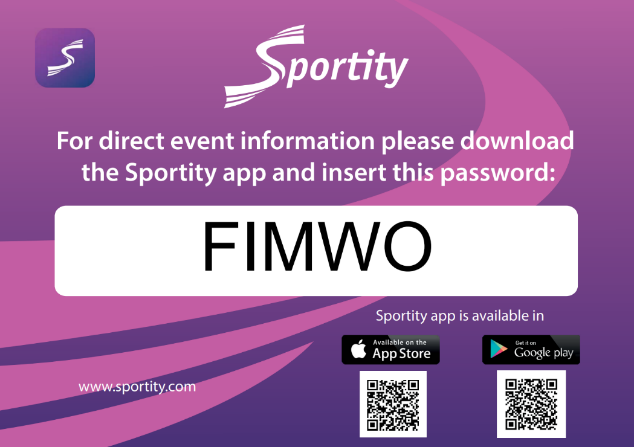 Sportity
For direct event information please download
the Sportity app and insert this password:
FIMWO
Sportity app is available in
Available on the
App Store
Get it on
Google play
www.sportity.com